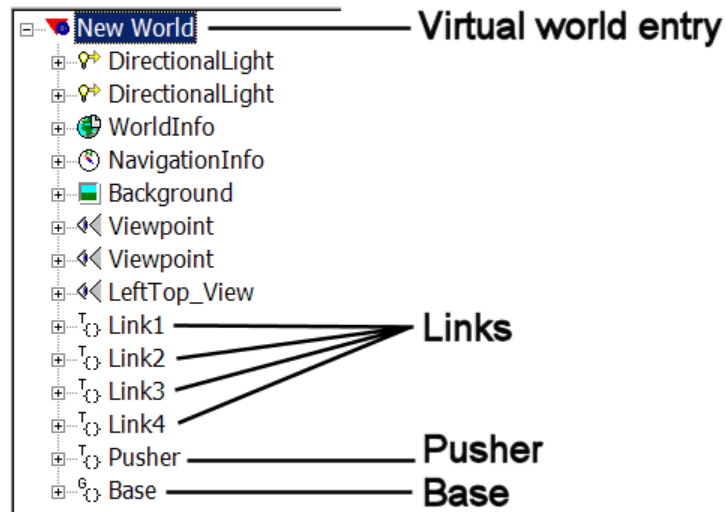 New World Virtual world entry
DirectionalLight
DirectionalLight
WorldInfo
NavigationInfo
Background
Viewpoint
Viewpoint
LeftTop_View
T{} Link1 Links
T{} Link2
T{} Link3
T{} Link4
T{} Pusher Pusher
G{} Base Base